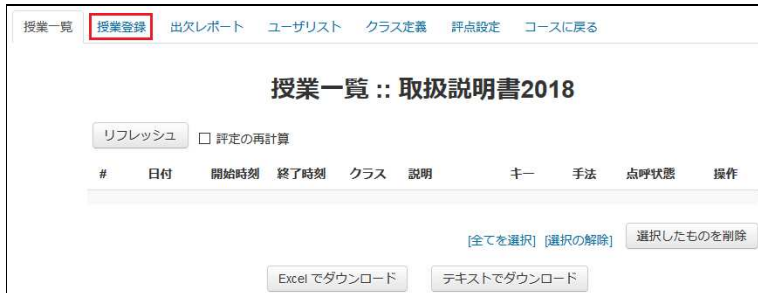 授業一覧 授業登録 出欠レポート ユーザリスト クラス定義 評点設定 コースに戻る
授業一覧 :: 取扱説明書2018
リフレッシュ 評定の再計算
# 日付 開始時刻 終了時刻 クラス 説明 キー 手法 点呼状態 操作
[全てを選択] [選択の解除] 選択したものを削除
Excel でダウンロード テキストでダウンロード